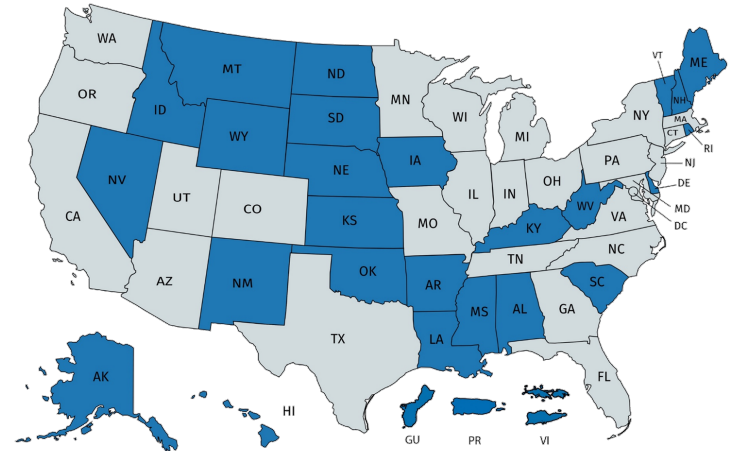 WA
OR
CA
ID
NV
MT
WY
UT
AZ
CO
NM
ND
SD
NE
KS
OK
TX
MN
IA
MO
AR
LA
WI
IL
MI
IN
OH
KY
TN
MS
AL
GA
FL
SC
NC
VA
WV
PA
NY
VT
NH
ME
MA
CT
RI
NJ
DE
MD
DC
AK
HI
GU
PR
VI